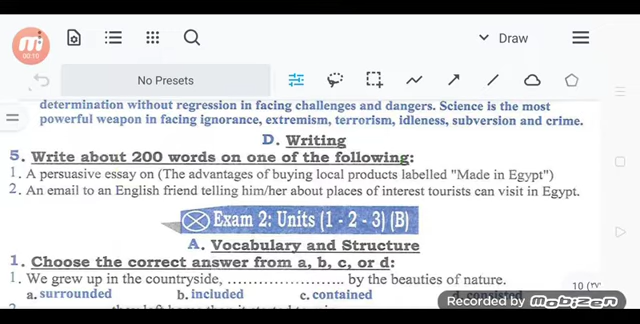 00:10
Draw
No Presets
determination without regression in facing challenges and dangers. Science is the most
powerful weapon in facing ignorance, extremism, terrorism, idleness, subversion and crime.
D. Writing
5. Write about 200 words on one of the following:
1. A persuasive essay on (The advantages of buying local products labelled "Made in Egypt")
2. An email to an English friend telling him/her about places of interest tourists can visit in Egypt.
Exam 2: Units (1 - 2 - 3) (B)
A. Vocabulary and Structure
1. Choose the correct answer from a, b, c, or d:
1. We grew up in the countryside, ...................... by the beauties of nature.
a. surrounded b. included c. contained d. consisted
Recorded by Mobizen